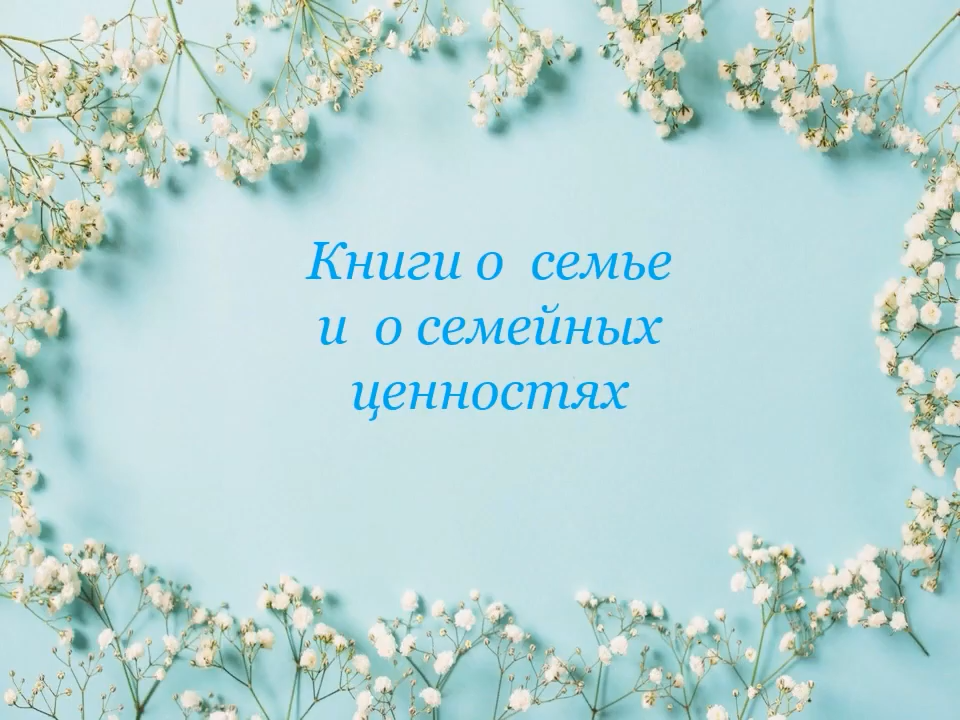 Книги о семье
и о семейных
ценностях